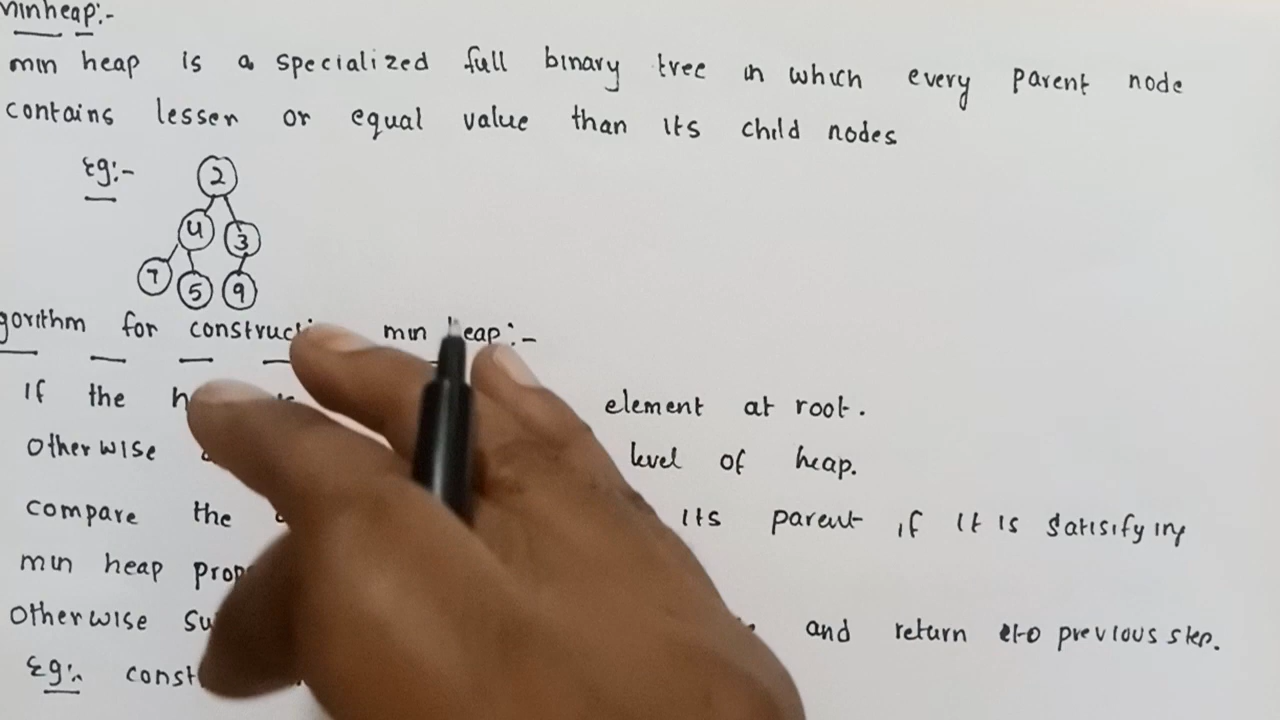 minheap:-
min heap is a specialized full binary tree in which every parent node
contains lesser or equal value than its child nodes
Eg:-
2
4 3
7 5 9
gorithm for constructi min heap:-
If the element at root.
Otherwise level of heap.
compare the its parent if it is satisifying
min heap prop
Otherwise and return to previous step.
Eg:- const